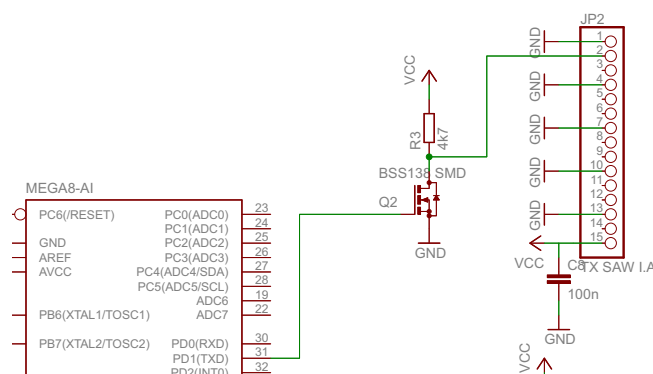 JP2
GND
1
2
3
GND
4
5
6
GND
7
8
9
GND
10
11
12
GND
13
14
15
VCC
R3
4k7
BSS138 SMD
Q2
GND
VCC
C8
TX SAW I.A
100n
GND
VCC
MEGA8-AI
PC6(/RESET)
GND
AREF
AVCC
PB6(XTAL1/TOSC1)
PB7(XTAL2/TOSC2)
PC0(ADC0) 23
PC1(ADC1) 24
PC2(ADC2) 25
PC3(ADC3) 26
PC4(ADC4/SDA) 27
PC5(ADC5/SCL) 28
ADC6 19
ADC7 22
PD0(RXD) 30
PD1(TXD) 31
PD2(INT0) 32